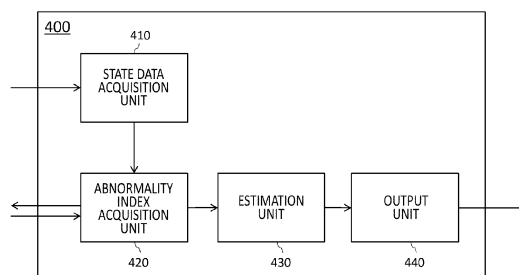 400
410
STATE DATA
ACQUISITION
UNIT
ABNORMALITY
INDEX
ACQUISITION
UNIT
ESTIMATION
UNIT
OUTPUT
UNIT
420
430
440